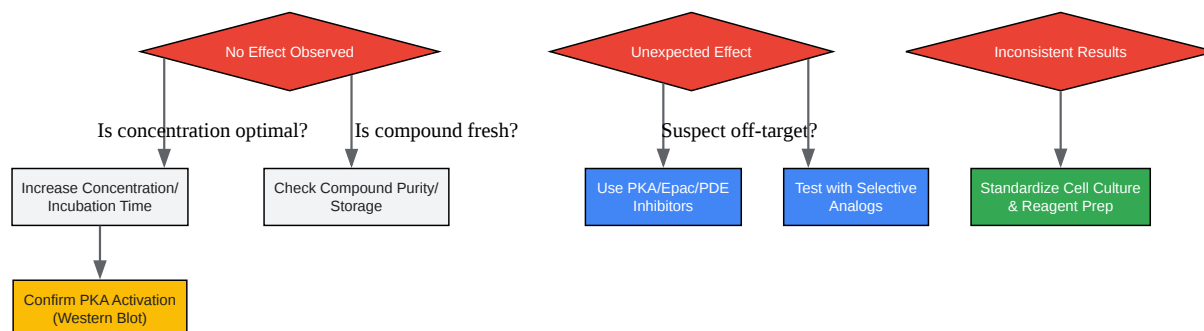 No Effect Observed
Unexpected Effect
Inconsistent Results
Is concentration optimal?
Is compound fresh?
Suspect off-target?
Increase Concentration/
Incubation Time
Check Compound Purity/
Storage
Use PKA/Epac/PDE
Inhibitors
Test with Selective
Analogs
Standardize Cell Culture
& Reagent Prep
Confirm PKA Activation
(Western Blot)